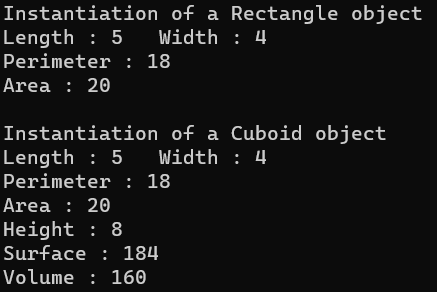 Instantiation of a Rectangle object
Length : 5   Width : 4
Perimeter : 18
Area : 20

Instantiation of a Cuboid object
Length : 5   Width : 4
Perimeter : 18
Area : 20
Height : 8
Surface : 184
Volume : 160